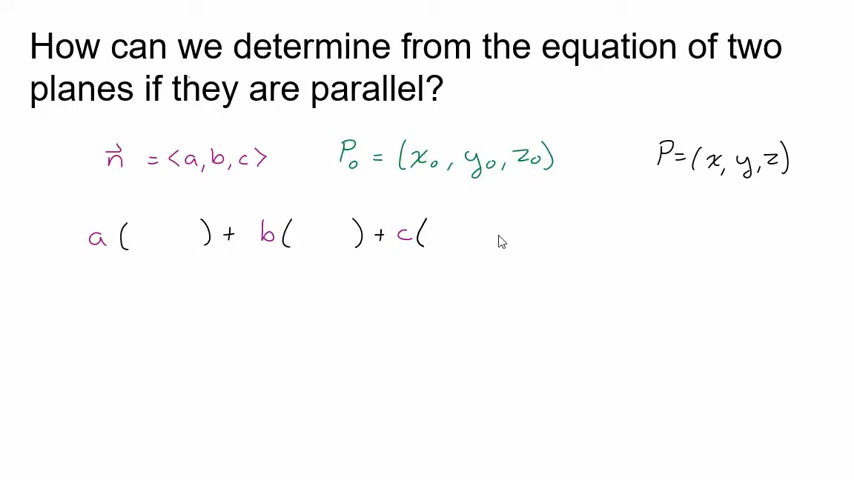 How can we determine from the equation of two
planes if they are parallel?
n⃗ = <a, b, c> P₀ = (x₀, y₀, z₀) P=(x, y, z)
a ( ) + b( ) + c(